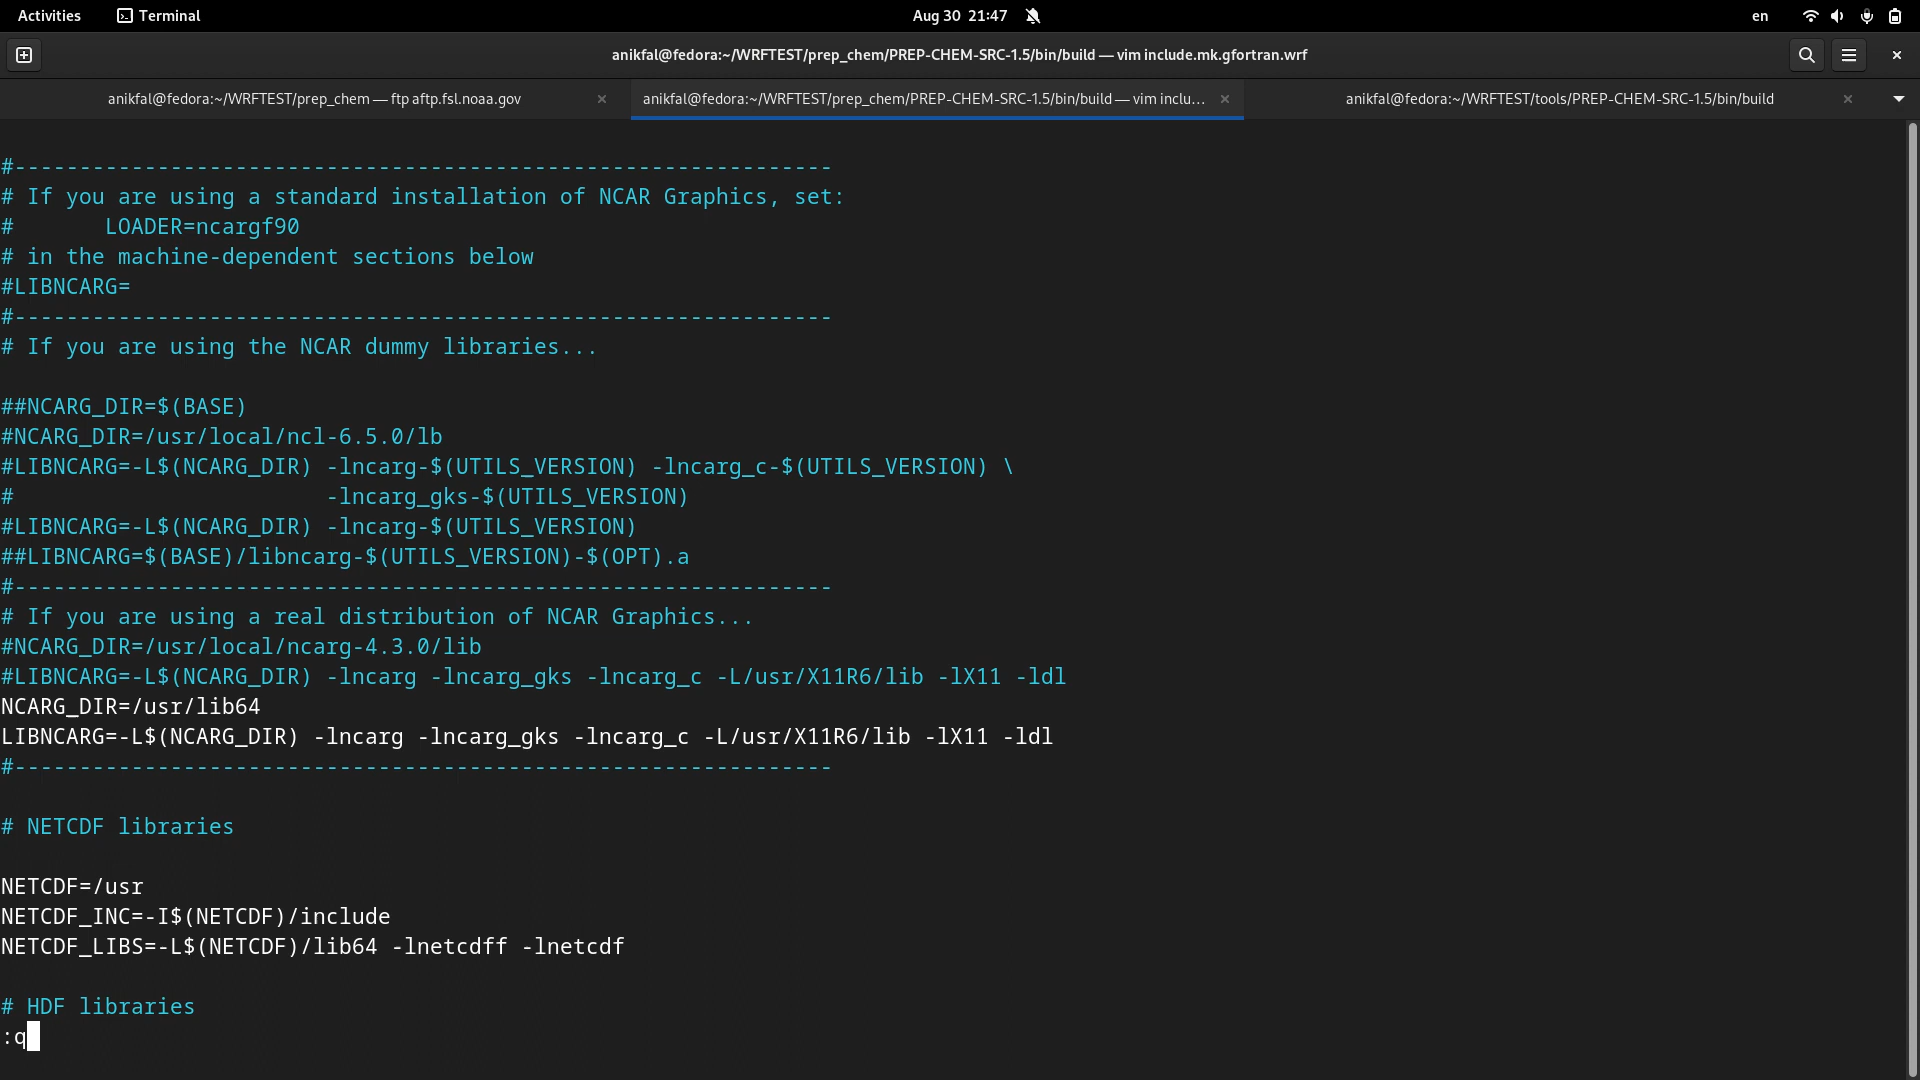 Activities Terminal Aug 30 21:47 en
anikfal@fedora:~/WRFTEST/prep_chem/PREP-CHEM-SRC-1.5/bin/build — vim include.mk.gfortran.wrf
anikfal@fedora:~/WRFTEST/prep_chem — ftp aftp.fsl.noaa.gov × anikfal@fedora:~/WRFTEST/prep_chem/PREP-CHEM-SRC-1.5/bin/build — vim inclu... × anikfal@fedora:~/WRFTEST/tools/PREP-CHEM-SRC-1.5/bin/build ×
#---------------------------------------------------------------
# If you are using a standard installation of NCAR Graphics, set:
#       LOADER=ncargf90
# in the machine-dependent sections below
#LIBNCARG=
#---------------------------------------------------------------
# If you are using the NCAR dummy libraries...
##NCARG_DIR=$(BASE)
#NCARG_DIR=/usr/local/ncl-6.5.0/lb
#LIBNCARG=-L$(NCARG_DIR) -lncarg-$(UTILS_VERSION) -lncarg_c-$(UTILS_VERSION) \
#                        -lncarg_gks-$(UTILS_VERSION)
#LIBNCARG=-L$(NCARG_DIR) -lncarg-$(UTILS_VERSION)
##LIBNCARG=$(BASE)/libncarg-$(UTILS_VERSION)-$(OPT).a
#---------------------------------------------------------------
# If you are using a real distribution of NCAR Graphics...
#NCARG_DIR=/usr/local/ncarg-4.3.0/lib
#LIBNCARG=-L$(NCARG_DIR) -lncarg -lncarg_gks -lncarg_c -L/usr/X11R6/lib -lX11 -ldl
NCARG_DIR=/usr/lib64
LIBNCARG=-L$(NCARG_DIR) -lncarg -lncarg_gks -lncarg_c -L/usr/X11R6/lib -lX11 -ldl
#---------------------------------------------------------------
# NETCDF libraries
NETCDF=/usr
NETCDF_INC=-I$(NETCDF)/include
NETCDF_LIBS=-L$(NETCDF)/lib64 -lnetcdff -lnetcdf
# HDF libraries
:q